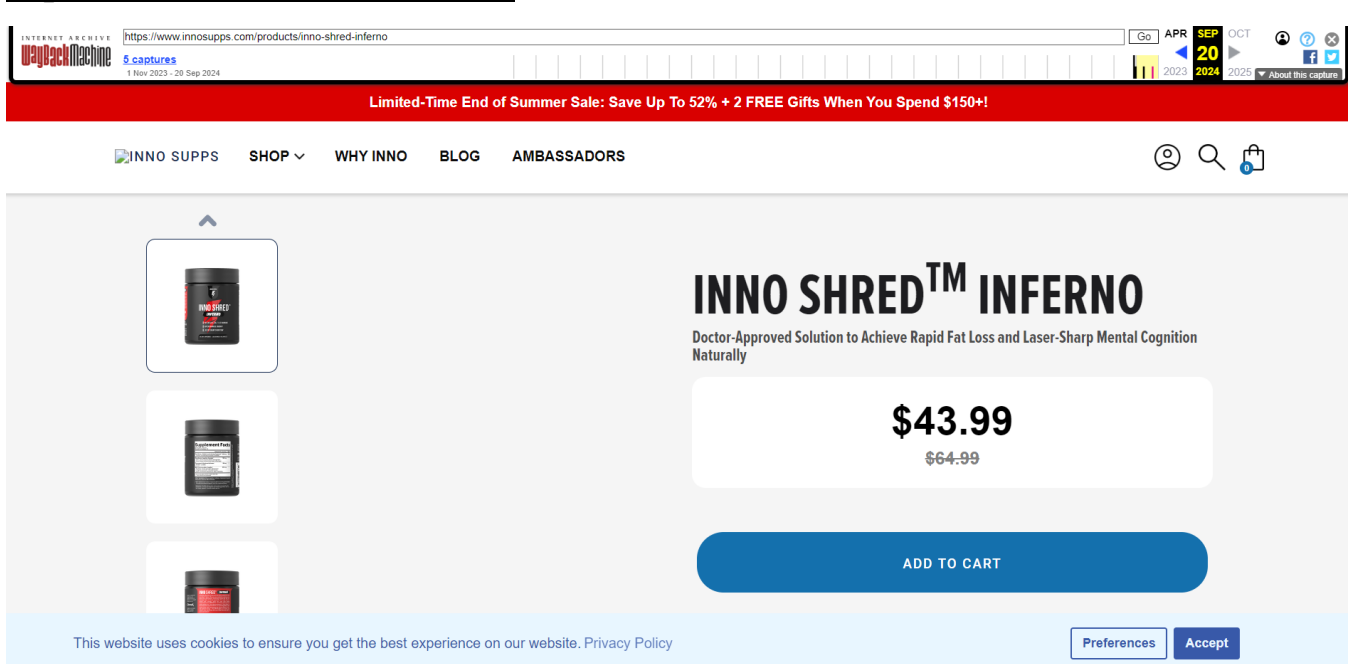 INTERNET ARCHIVE
WayBackMachine
https://www.innosupps.com/products/inno-shred-inferno
Go
APR SEP OCT
5 captures
20
1 Nov 2023 - 20 Sep 2024
2023 2024 2025
▼ About this capture
Limited-Time End of Summer Sale: Save Up To 52% + 2 FREE Gifts When You Spend $150+!
INNO SUPPS SHOP WHY INNO BLOG AMBASSADORS
0
INNO SHRED
INFERNO
INNO SHRED™ INFERNO
Doctor-Approved Solution to Achieve Rapid Fat Loss and Laser-Sharp Mental Cognition
Naturally
$43.99
$64.99
Supplement Facts
ADD TO CART
This website uses cookies to ensure you get the best experience on our website. Privacy Policy
Preferences
Accept